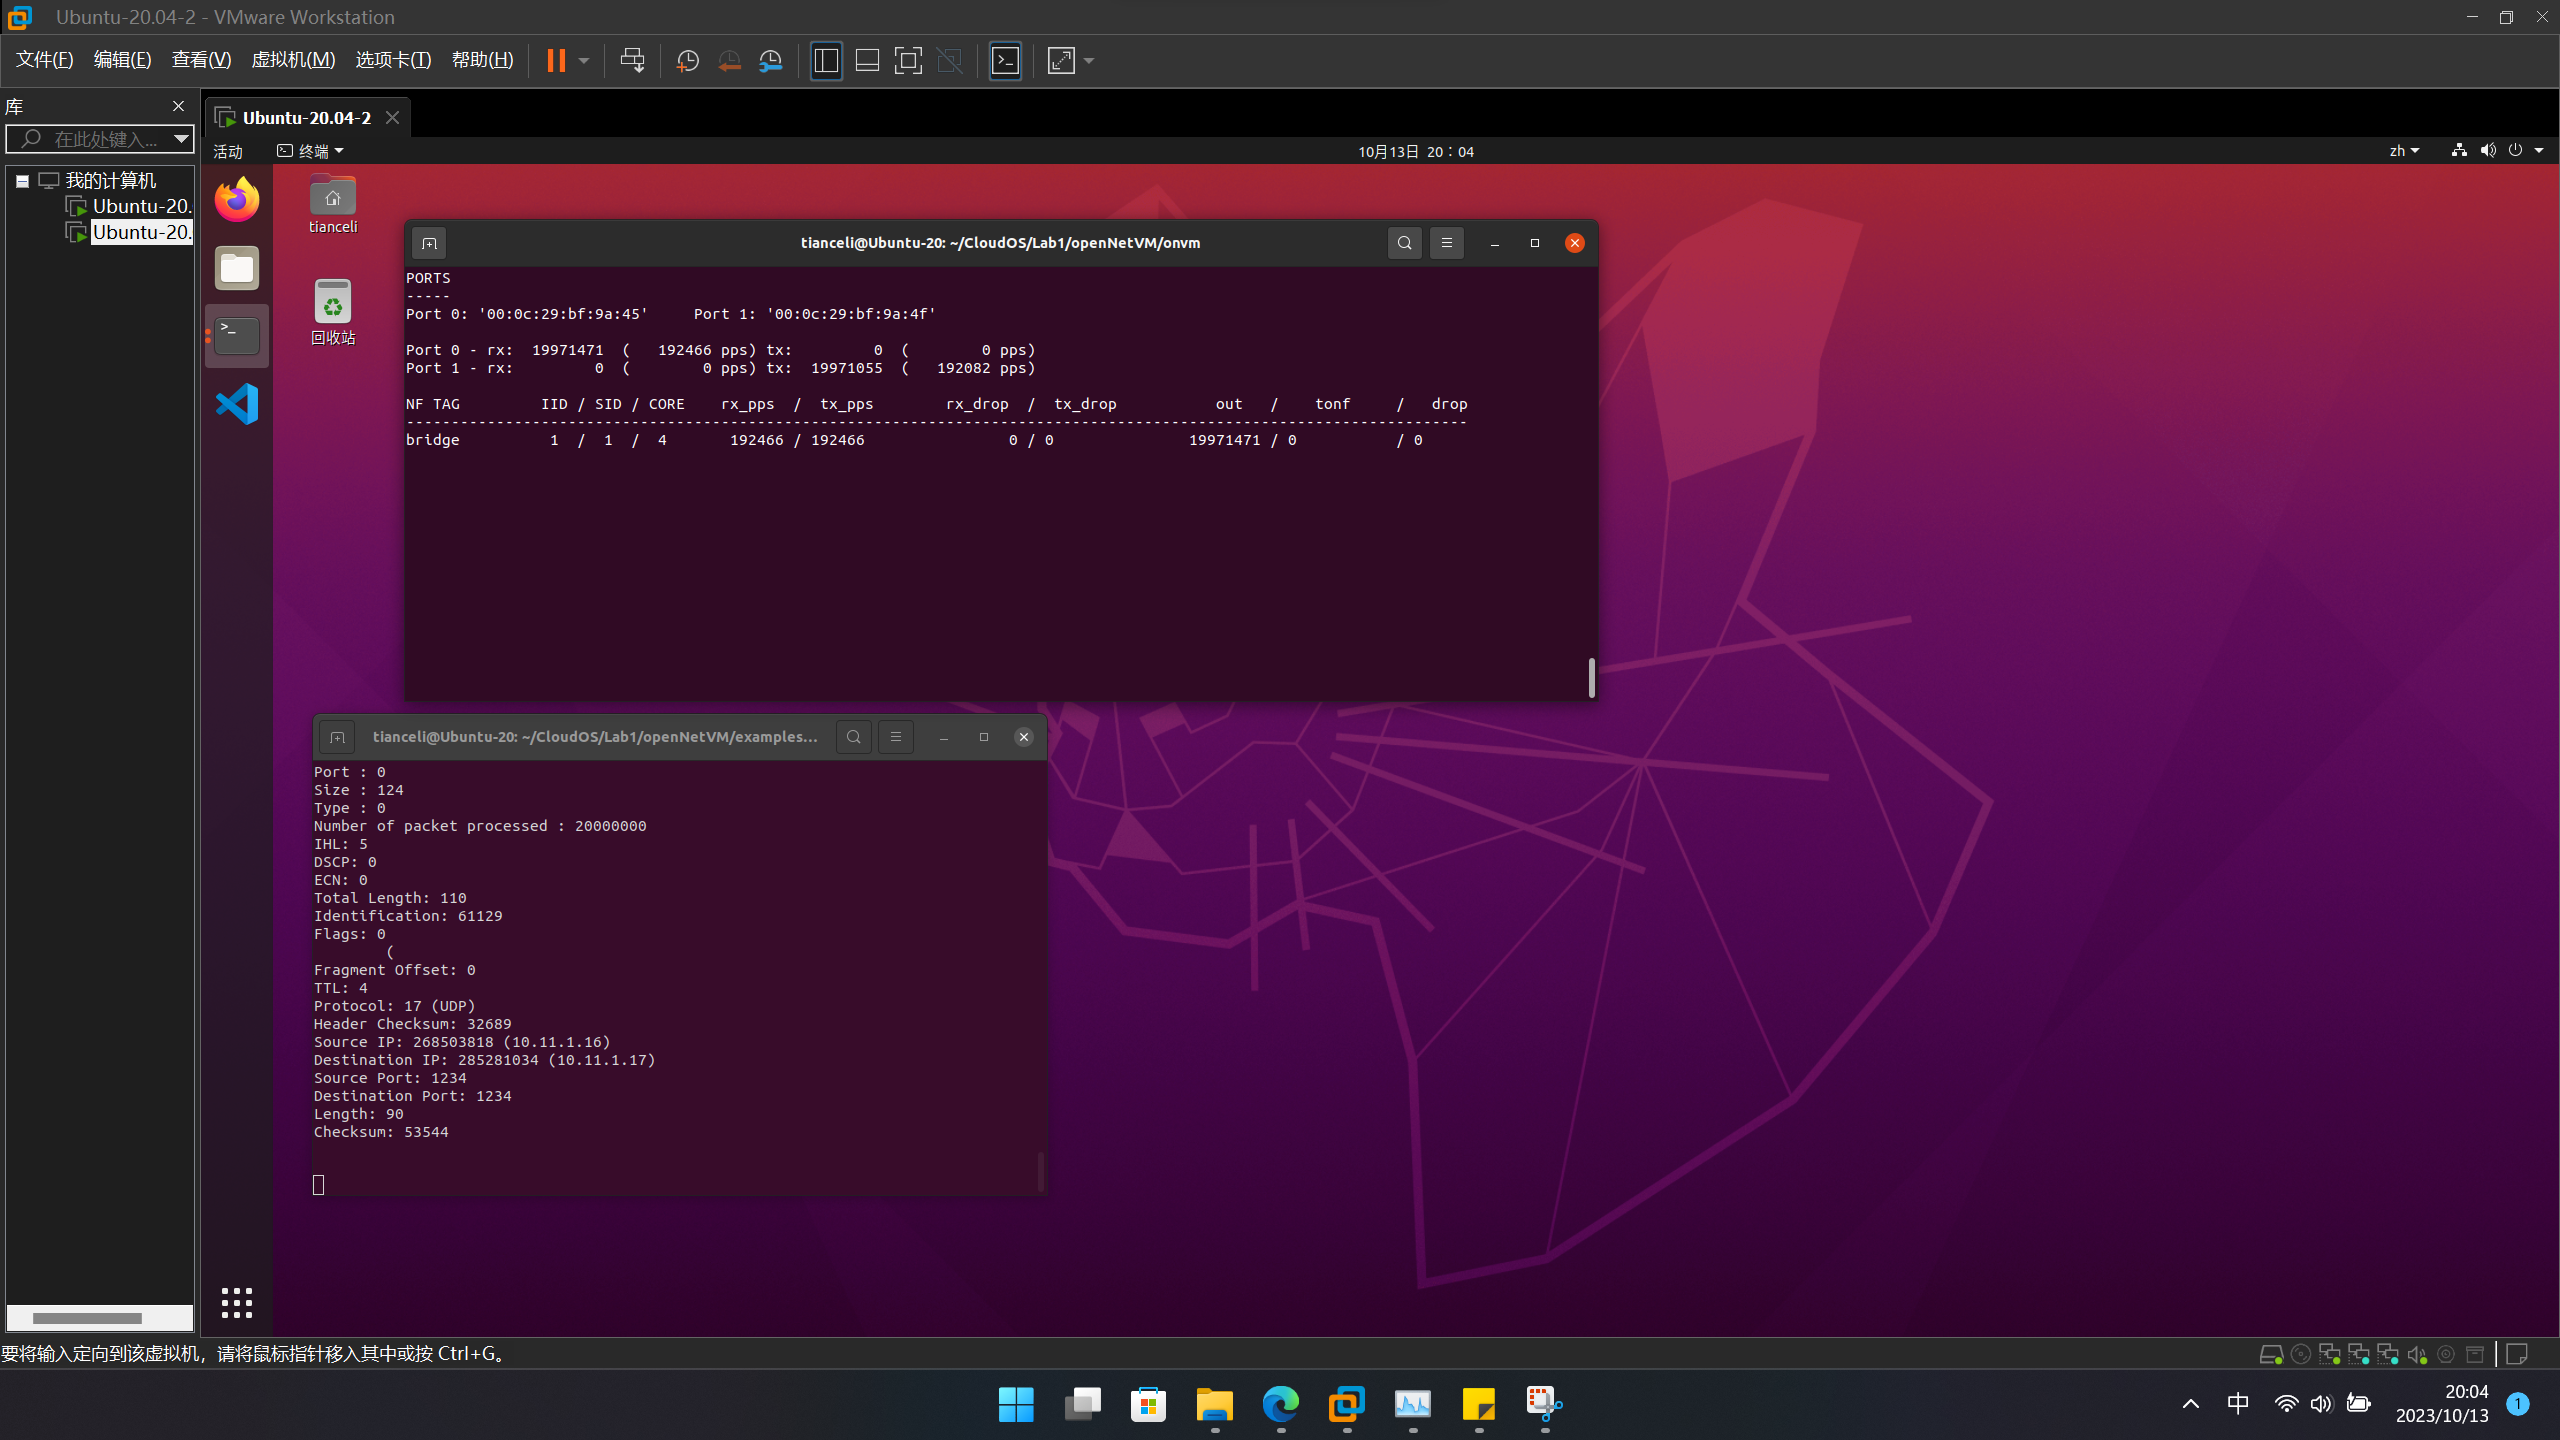 Ubuntu-20.04-2 - VMware Workstation
文件(F) 编辑(E) 查看(V) 虚拟机(M) 选项卡(T) 帮助(H)
库
在此处键入...
我的计算机
Ubuntu-20.
Ubuntu-20.
Ubuntu-20.04-2
活动 终端 10月13日 20：04 zh
tianceli
回收站
tianceli@Ubuntu-20: ~/CloudOS/Lab1/openNetVM/onvm
PORTS
-----
Port 0: '00:0c:29:bf:9a:45' Port 1: '00:0c:29:bf:9a:4f'
Port 0 - rx: 19971471 ( 192466 pps) tx: 0 ( 0 pps)
Port 1 - rx: 0 ( 0 pps) tx: 19971055 ( 192082 pps)
NF TAG IID / SID / CORE rx_pps / tx_pps rx_drop / tx_drop out / tonf / drop
----------------------------------------------------------------------------------------------------------------------
bridge 1 / 1 / 4 192466 / 192466 0 / 0 19971471 / 0 / 0
tianceli@Ubuntu-20: ~/CloudOS/Lab1/openNetVM/examples...
Port : 0
Size : 124
Type : 0
Number of packet processed : 20000000
IHL: 5
DSCP: 0
ECN: 0
Total Length: 110
Identification: 61129
Flags: 0
(
Fragment Offset: 0
TTL: 4
Protocol: 17 (UDP)
Header Checksum: 32689
Source IP: 268503818 (10.11.1.16)
Destination IP: 285281034 (10.11.1.17)
Source Port: 1234
Destination Port: 1234
Length: 90
Checksum: 53544
要将输入定向到该虚拟机，请将鼠标指针移入其中或按 Ctrl+G。
中
20:04
2023/10/13
1